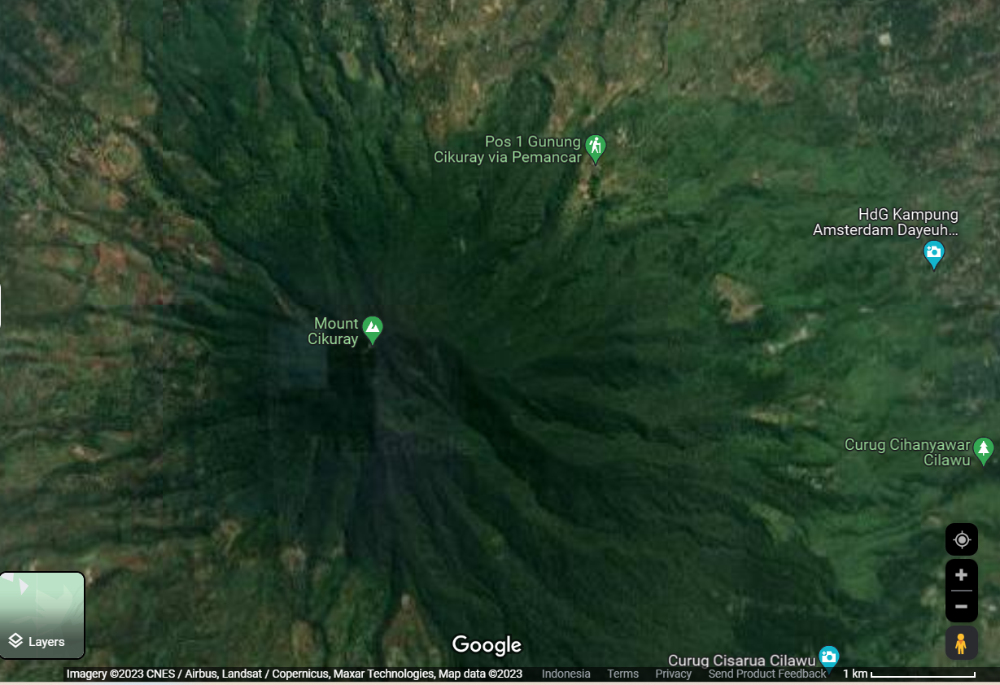 Pos 1 Gunung
Cikuray via Pemancar
HdG Kampung
Amsterdam Dayeuh...
Mount
Cikuray
Curug Cihanyawar
Cilawu
Layers
Google
Curug Cisarua Cilawu
Imagery ©2023 CNES / Airbus, Landsat / Copernicus, Maxar Technologies, Map data ©2023 Indonesia Terms Privacy Send Product Feedback 1 km